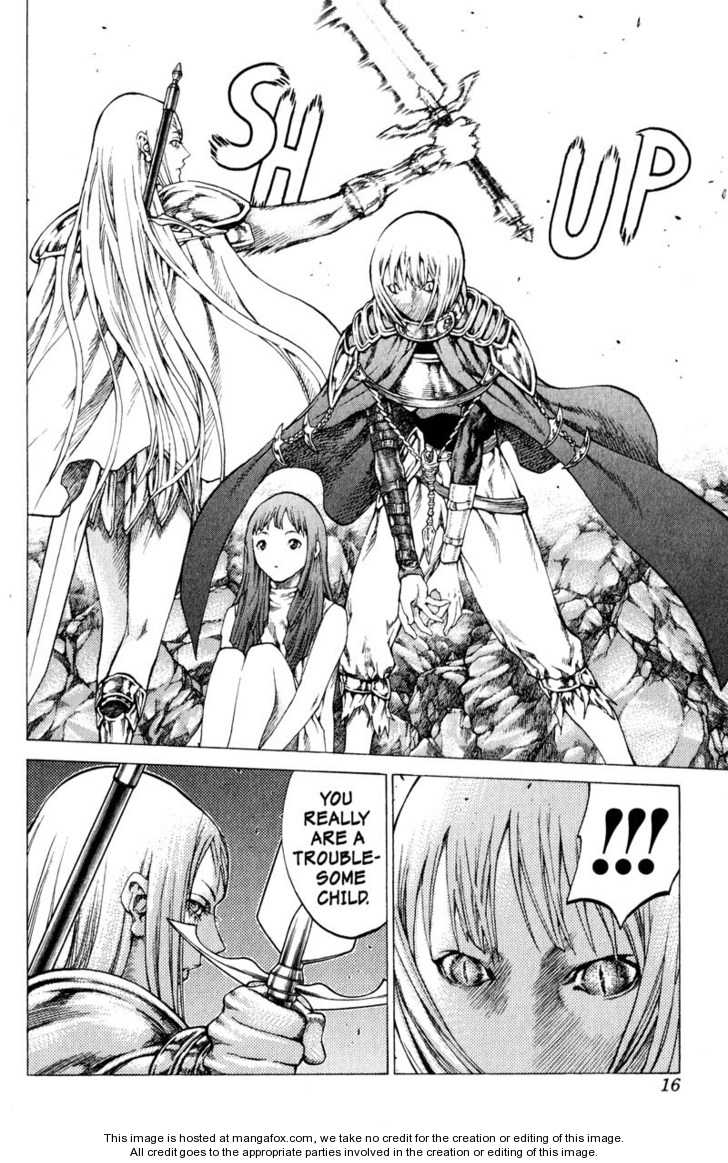 SH UP
YOU
REALLY
ARE A
TROUBLE-
SOME
CHILD.
!!!
16
This image is hosted at mangafox.com, we take no credit for the creation or editing of this image.
All credit goes to the appropriate parties involved in the creation or editing of this image.